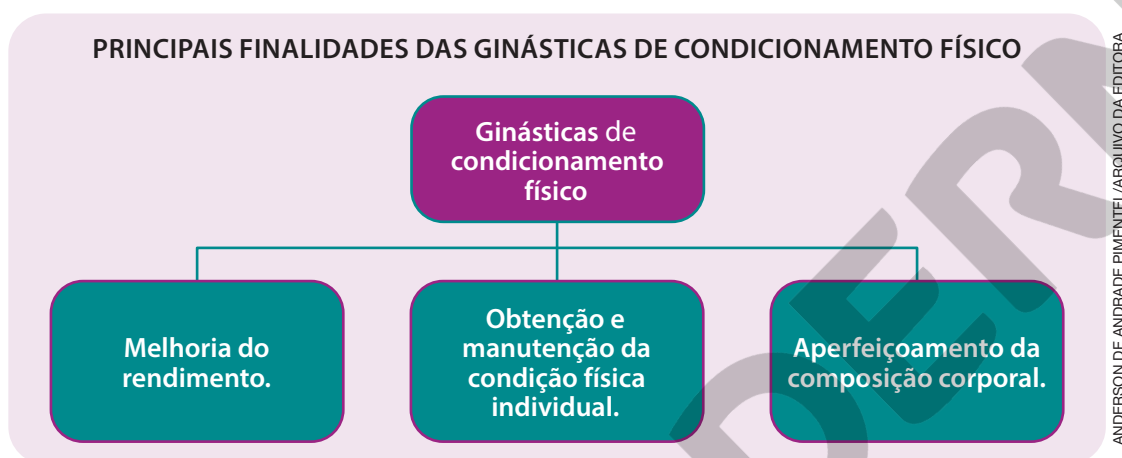 PRINCIPAIS FINALIDADES DAS GINÁSTICAS DE CONDICIONAMENTO FÍSICO
Ginásticas de
condicionamento
físico
Melhoria do
rendimento.
Obtenção e
manutenção da
condição física
individual.
Aperfeiçoamento da
composição corporal.
ANDERSON DE ANDRADE PIMENTEL/ARQUIVO DA EDITORA